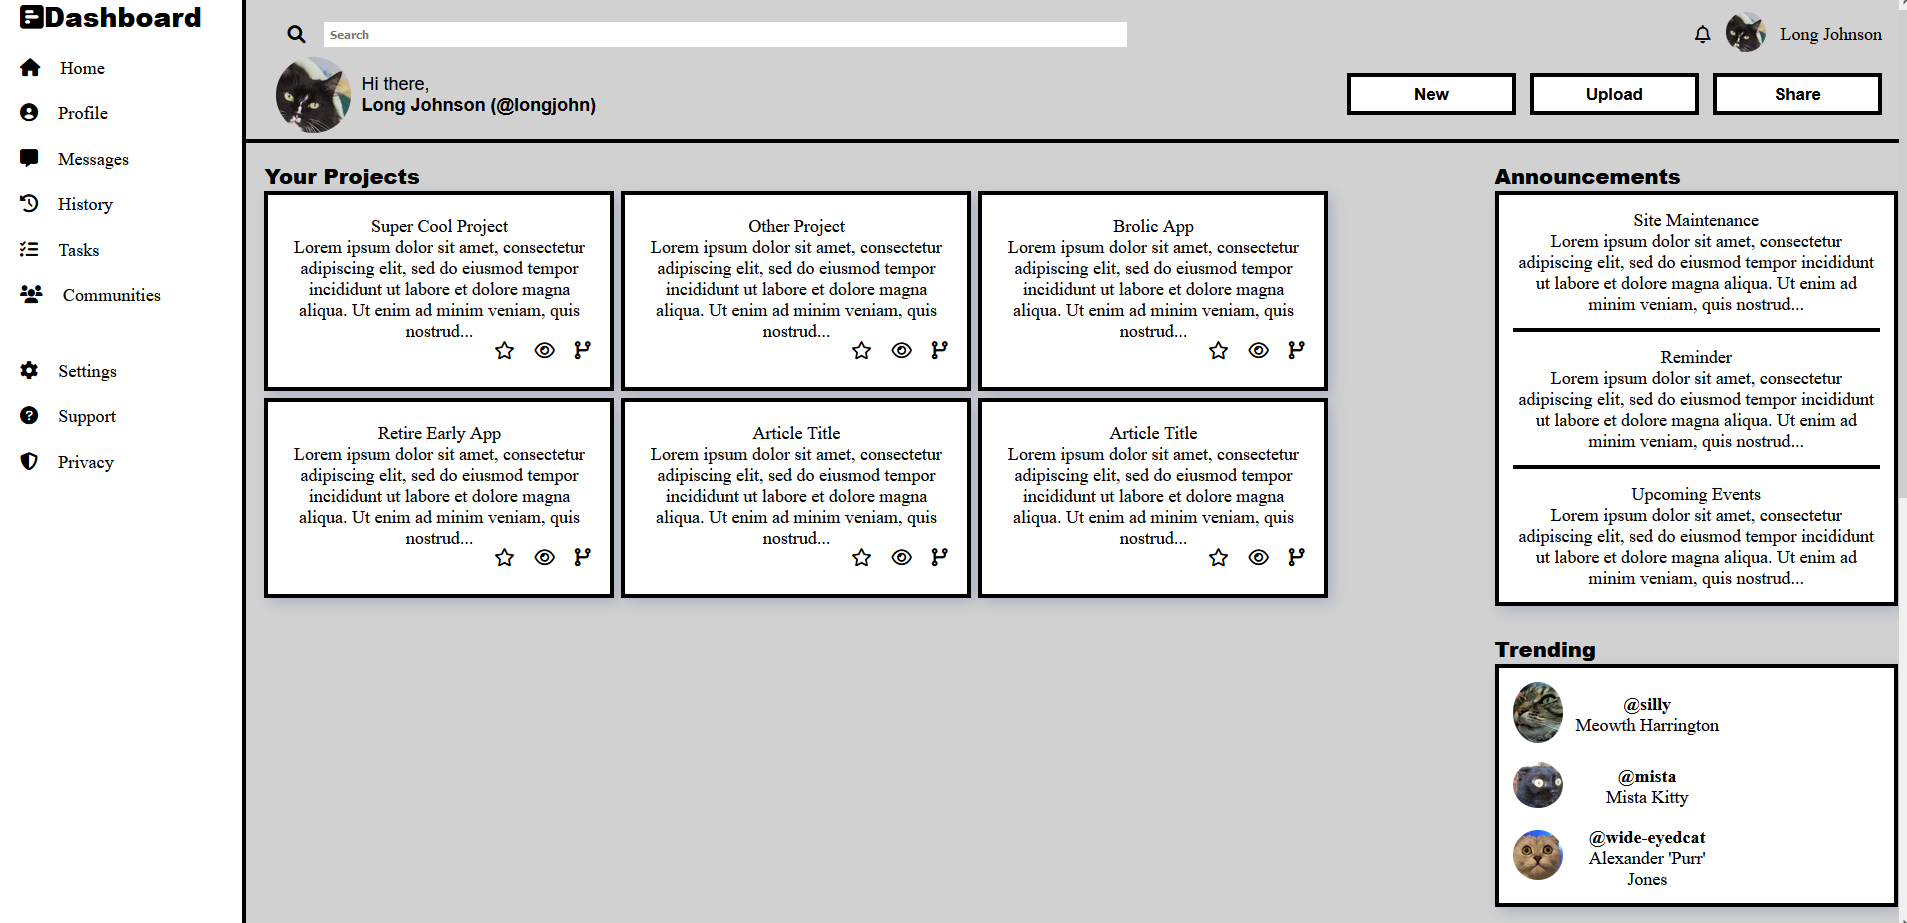 Dashboard
Home
Profile
Messages
History
Tasks
Communities
Settings
Support
Privacy
Search
Long Johnson
Hi there,
Long Johnson (@longjohn)
New
Upload
Share
Your Projects
Super Cool Project
Lorem ipsum dolor sit amet, consectetur
adipiscing elit, sed do eiusmod tempor
incididunt ut labore et dolore magna
aliqua. Ut enim ad minim veniam, quis
nostrud...
Other Project
Lorem ipsum dolor sit amet, consectetur
adipiscing elit, sed do eiusmod tempor
incididunt ut labore et dolore magna
aliqua. Ut enim ad minim veniam, quis
nostrud...
Brolic App
Lorem ipsum dolor sit amet, consectetur
adipiscing elit, sed do eiusmod tempor
incididunt ut labore et dolore magna
aliqua. Ut enim ad minim veniam, quis
nostrud...
Retire Early App
Lorem ipsum dolor sit amet, consectetur
adipiscing elit, sed do eiusmod tempor
incididunt ut labore et dolore magna
aliqua. Ut enim ad minim veniam, quis
nostrud...
Article Title
Lorem ipsum dolor sit amet, consectetur
adipiscing elit, sed do eiusmod tempor
incididunt ut labore et dolore magna
aliqua. Ut enim ad minim veniam, quis
nostrud...
Article Title
Lorem ipsum dolor sit amet, consectetur
adipiscing elit, sed do eiusmod tempor
incididunt ut labore et dolore magna
aliqua. Ut enim ad minim veniam, quis
nostrud...
Announcements
Site Maintenance
Lorem ipsum dolor sit amet, consectetur
adipiscing elit, sed do eiusmod tempor incididunt
ut labore et dolore magna aliqua. Ut enim ad
minim veniam, quis nostrud...
Reminder
Lorem ipsum dolor sit amet, consectetur
adipiscing elit, sed do eiusmod tempor incididunt
ut labore et dolore magna aliqua. Ut enim ad
minim veniam, quis nostrud...
Upcoming Events
Lorem ipsum dolor sit amet, consectetur
adipiscing elit, sed do eiusmod tempor incididunt
ut labore et dolore magna aliqua. Ut enim ad
minim veniam, quis nostrud...
Trending
@silly
Meowth Harrington
@mista
Mista Kitty
@wide-eyedcat
Alexander 'Purr'
Jones